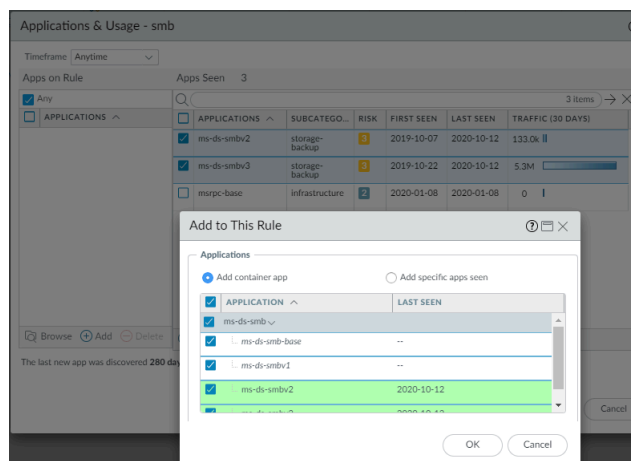 Applications & Usage - smb
Timeframe Anytime
Apps on Rule
Apps Seen 3
Any
3 items
APPLICATIONS
APPLICATIONS SUBCATEGO... RISK FIRST SEEN LAST SEEN TRAFFIC (30 DAYS)
ms-ds-smbv2 storage-backup 3 2019-10-07 2020-10-12 133.0k
ms-ds-smbv3 storage-backup 3 2019-10-22 2020-10-12 5.3M
msrpc-base infrastructure 2 2020-01-08 2020-01-08 0
Browse Add Delete
The last new app was discovered 280 day
Cancel
Add to This Rule
Applications
Add container app Add specific apps seen
APPLICATION LAST SEEN
ms-ds-smb
ms-ds-smb-base --
ms-ds-smbv1 --
ms-ds-smbv2 2020-10-12
2020-10-12
OK Cancel